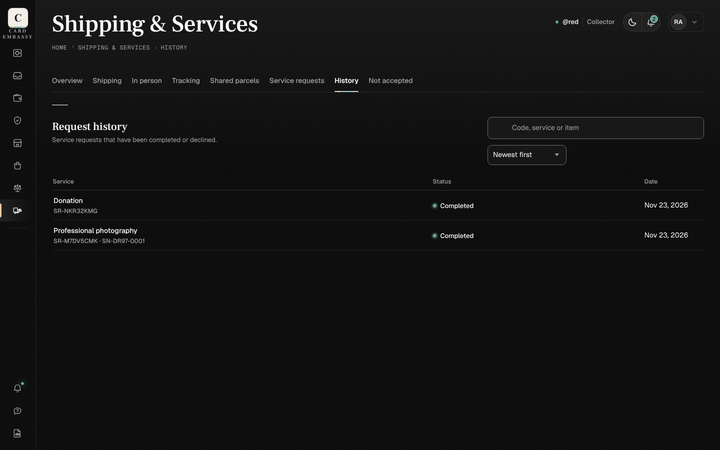 C
CARD
EMBASSY
Shipping & Services
@red
Collector
2
RA
HOME › SHIPPING & SERVICES › HISTORY
Overview
Shipping
In person
Tracking
Shared parcels
Service requests
History
Not accepted
Request history
Service requests that have been completed or declined.
Code, service or item
Newest first
Service
Status
Date
Donation
SR-NKR32KMG
Completed
Nov 23, 2026
Professional photography
SR-M7DV5CMK · SN-DR97-0001
Completed
Nov 23, 2026